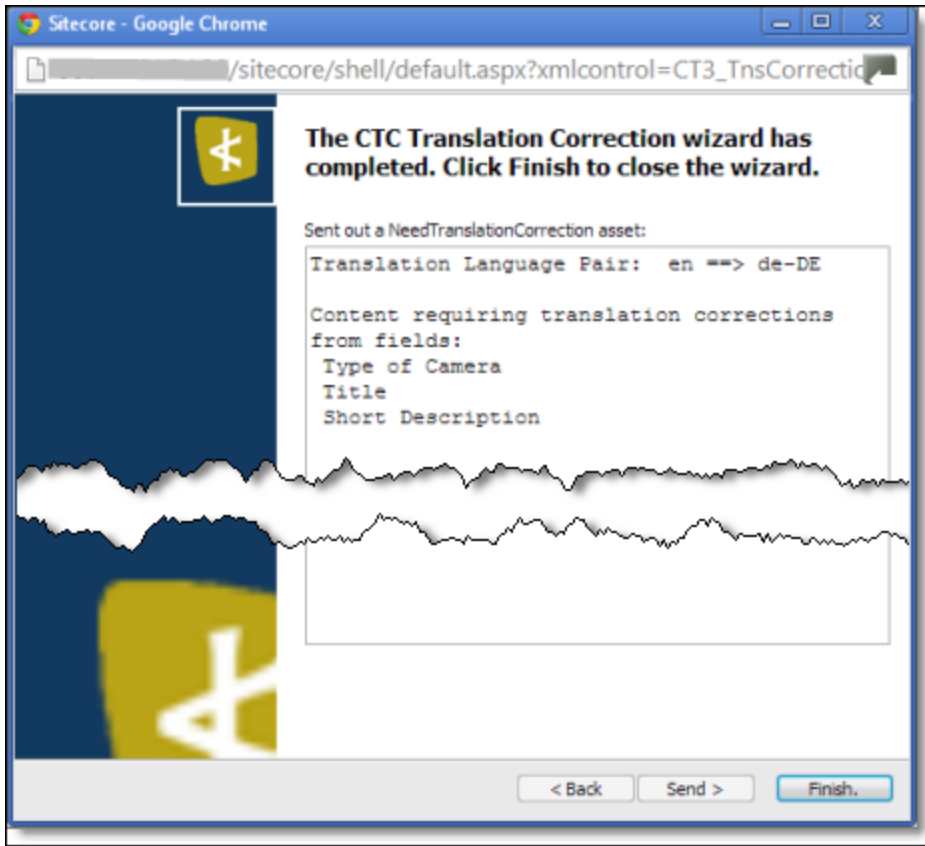 Sitecore - Google Chrome
/sitecore/shell/default.aspx?xmlcontrol=CT3_TnsCorrectio
The CTC Translation Correction wizard has
completed. Click Finish to close the wizard.
Sent out a NeedTranslationCorrection asset:
Translation Language Pair:  en ==> de-DE
Content requiring translation corrections
from fields:
Type of Camera
Title
Short Description
< Back
Send >
Finish.